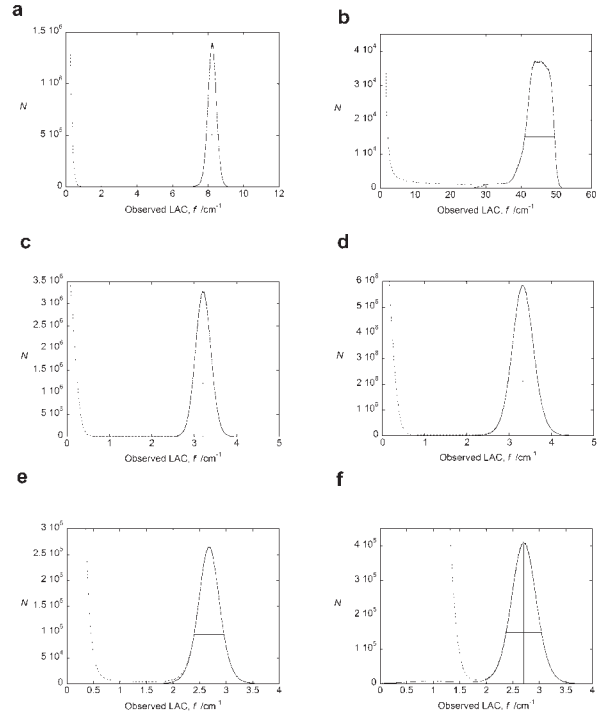 a
1.5 10⁶
1 10⁶
N
5 10⁵
0
0 2 4 6 8 10 12
Observed LAC, f /cm⁻¹
b
4 10⁴
3 10⁴
N
2 10⁴
1 10⁴
0
0 10 20 30 40 50 60
Observed LAC, f /cm⁻¹
c
3.5 10⁶
3 10⁶
2.5 10⁶
N
2 10⁶
1.5 10⁶
1 10⁶
5 10⁵
0
0 1 2 3 4 5
Observed LAC, f /cm⁻¹
d
6 10⁶
5 10⁶
N
4 10⁶
3 10⁶
2 10⁶
1 10⁶
0
0 1 2 3 4 5
Observed LAC, f /cm⁻¹
e
3 10⁵
2 10⁵
N
1 10⁵
5 10⁴
0
0 0.5 1 1.5 2 2.5 3 3.5 4
Observed LAC, f /cm⁻¹
f
4 10⁵
3 10⁵
N
2 10⁵
1 10⁵
0
0 0.5 1 1.5 2 2.5 3 3.5 4
Observed LAC, f /cm⁻¹